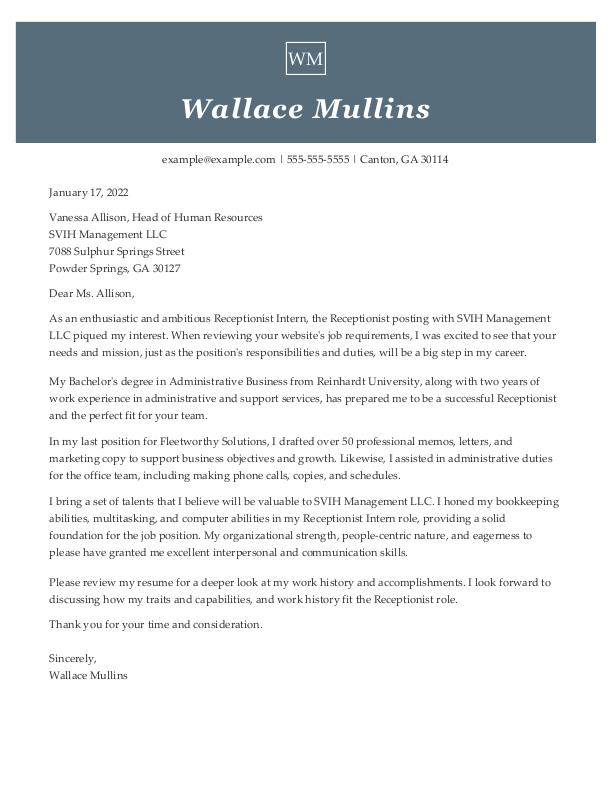 WM
Wallace Mullins
example@example.com | 555-555-5555 | Canton, GA 30114
January 17, 2022
Vanessa Allison, Head of Human Resources
SVIH Management LLC
7088 Sulphur Springs Street
Powder Springs, GA 30127
Dear Ms. Allison,
As an enthusiastic and ambitious Receptionist Intern, the Receptionist posting with SVIH Management
LLC piqued my interest. When reviewing your website's job requirements, I was excited to see that your
needs and mission, just as the position's responsibilities and duties, will be a big step in my career.
My Bachelor's degree in Administrative Business from Reinhardt University, along with two years of
work experience in administrative and support services, has prepared me to be a successful Receptionist
and the perfect fit for your team.
In my last position for Fleetworthy Solutions, I drafted over 50 professional memos, letters, and
marketing copy to support business objectives and growth. Likewise, I assisted in administrative duties
for the office team, including making phone calls, copies, and schedules.
I bring a set of talents that I believe will be valuable to SVIH Management LLC. I honed my bookkeeping
abilities, multitasking, and computer abilities in my Receptionist Intern role, providing a solid
foundation for the job position. My organizational strength, people-centric nature, and eagerness to
please have granted me excellent interpersonal and communication skills.
Please review my resume for a deeper look at my work history and accomplishments. I look forward to
discussing how my traits and capabilities, and work history fit the Receptionist role.
Thank you for your time and consideration.
Sincerely,
Wallace Mullins